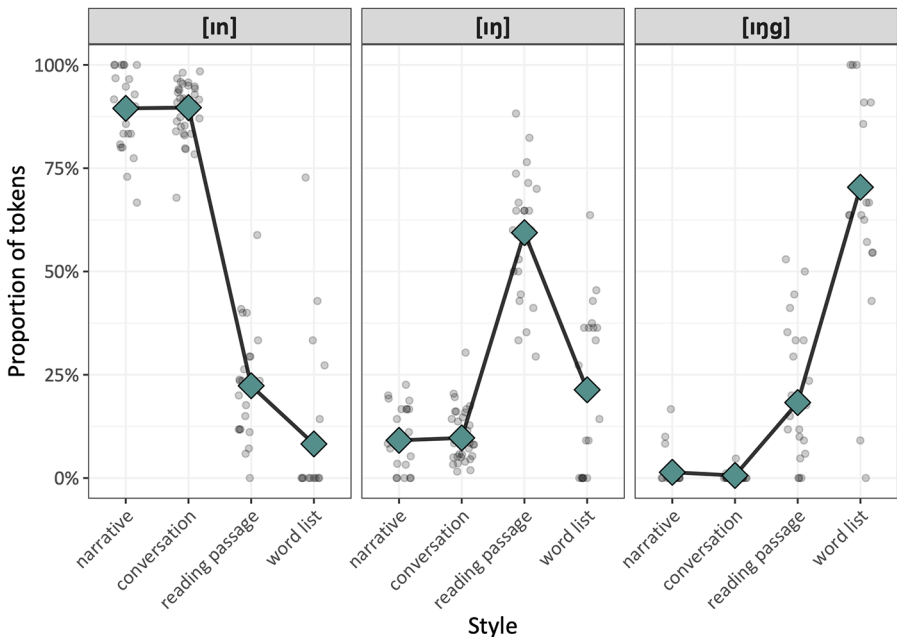 [ɪn] [ɪŋ] [ɪŋɡ]
Proportion of tokens
100%
75%
50%
25%
0%
narrative conversation reading passage word list
narrative conversation reading passage word list
narrative conversation reading passage word list
Style